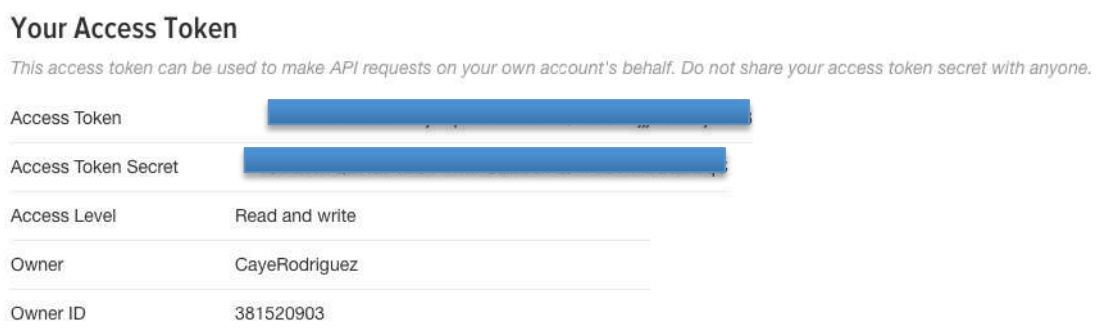 Your Access Token
This access token can be used to make API requests on your own account's behalf. Do not share your access token secret with anyone.
Access Token
Access Token Secret
Access Level Read and write
Owner CayeRodriguez
Owner ID 381520903